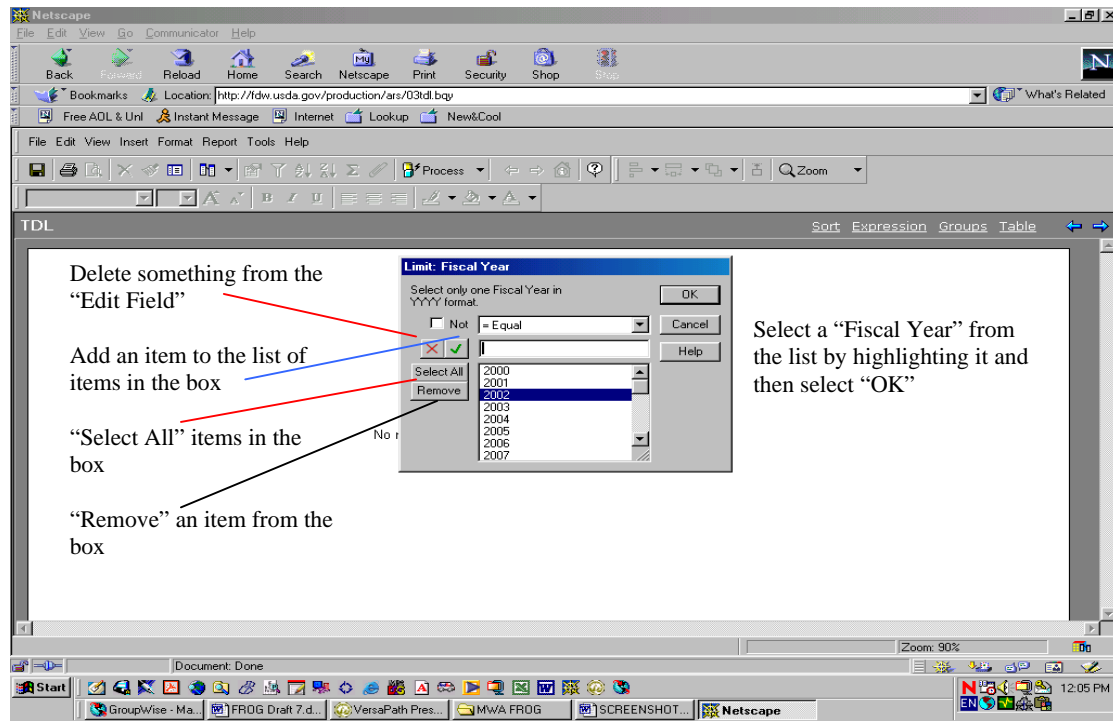 Netscape
File Edit View Go Communicator Help
Back Forward Reload Home Search Netscape Print Security Shop Stop
Bookmarks Location: http://fdw.usda.gov/production/ars/03tdl.bqy What's Related
Free AOL & Unl Instant Message Internet Lookup New&Cool
File Edit View Insert Format Report Tools Help
Process Zoom
B I U
TDL Sort Expression Groups Table
Delete something from the
“Edit Field”
Add an item to the list of
items in the box
“Select All” items in the
box
“Remove” an item from the
box
No r
Limit: Fiscal Year
Select only one Fiscal Year in
YYYY format.
OK
Not = Equal Cancel
Help
Select All
Remove
2000
2001
2002
2003
2004
2005
2006
2007
Select a “Fiscal Year” from
the list by highlighting it and
then select “OK”
Zoom: 90%
Document: Done
Start 12:05 PM
EN
GroupWise - Ma... FROG Draft 7.d... VersaPath Pres... MWA FROG SCREENSHOT... Netscape